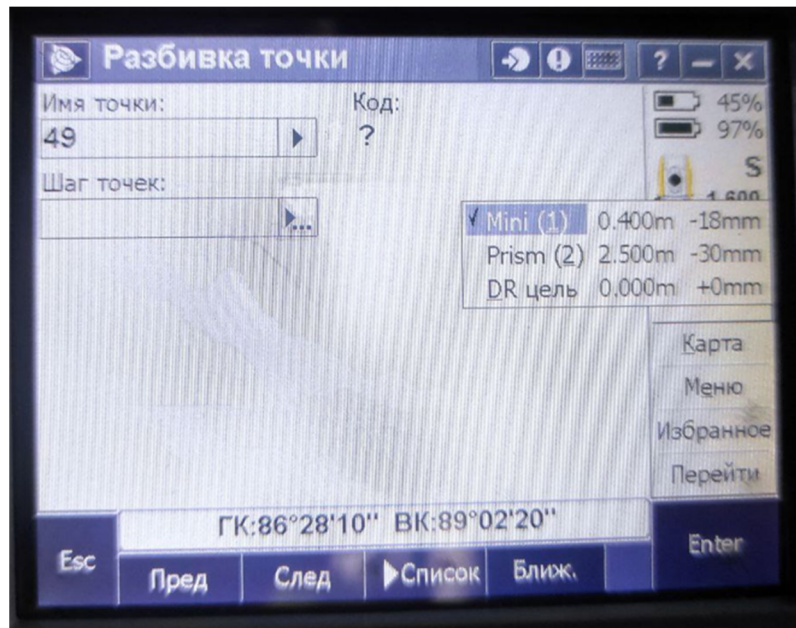 Разбивка точки ? – ×
Имя точки: Код: 45%
49 ? 97%
Шаг точек: S
1.600
... √ Mini (1) 0.400m -18mm
Prism (2) 2.500m -30mm
DR цель 0.000m +0mm
Карта
Меню
Избранное
Перейти
ГК:86°28'10" ВК:89°02'20"
Esc Пред След Список Ближ. Enter